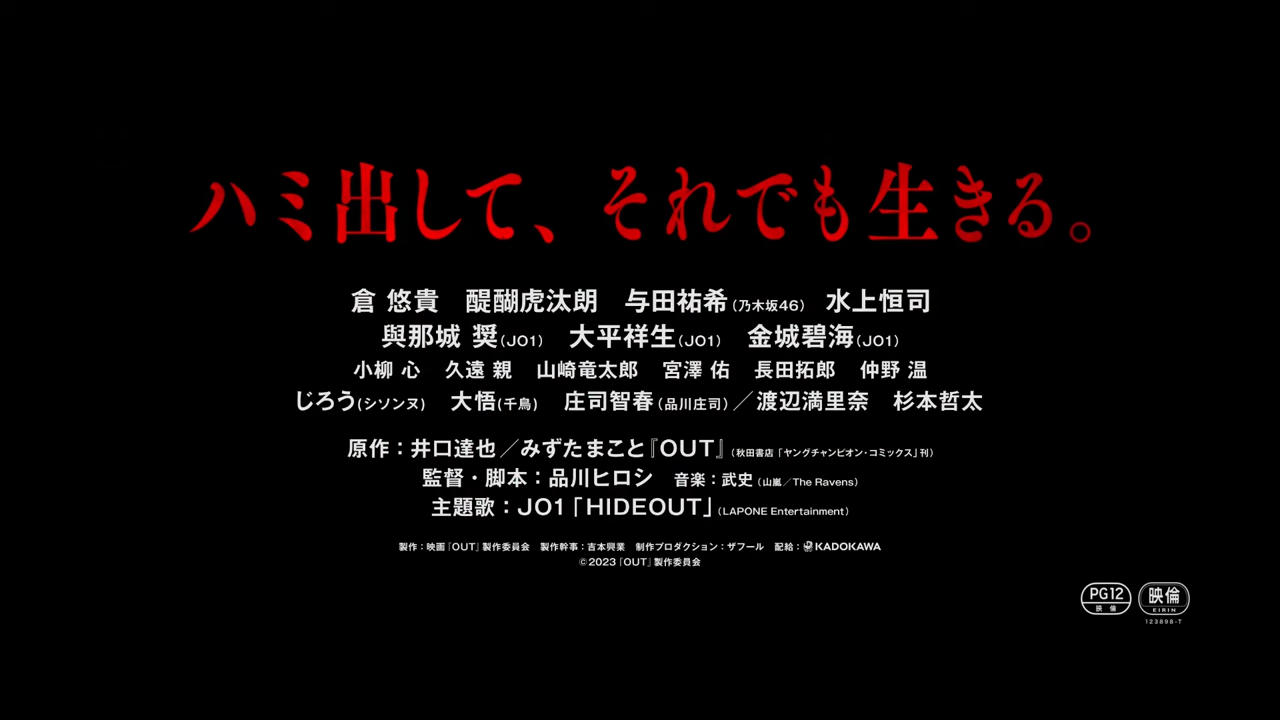 ハミ出して、それでも生きる。
倉 悠貴　醍醐虎汰朗　与田祐希（乃木坂46）　水上恒司
與那城 奨（JO1）　大平祥生（JO1）　金城碧海（JO1）
小柳 心　久遠 親　山崎竜太郎　宮澤 佑　長田拓郎　仲野 温
じろう（シソンヌ）　大悟（千鳥）　庄司智春（品川庄司）／渡辺満里奈　杉本哲太
原作：井口達也／みずたまこと『OUT』（秋田書店「ヤングチャンピオン・コミックス」刊）
監督・脚本：品川ヒロシ　音楽：武史（山嵐／The Ravens）
主題歌：JO1「HIDEOUT」（LAPONE Entertainment）
製作：映画『OUT』製作委員会　製作幹事：吉本興業　制作プロダクション：ザフール　配給：KADOKAWA
©2023『OUT』製作委員会
PG12 映倫
映倫 EIRIN
123898-T